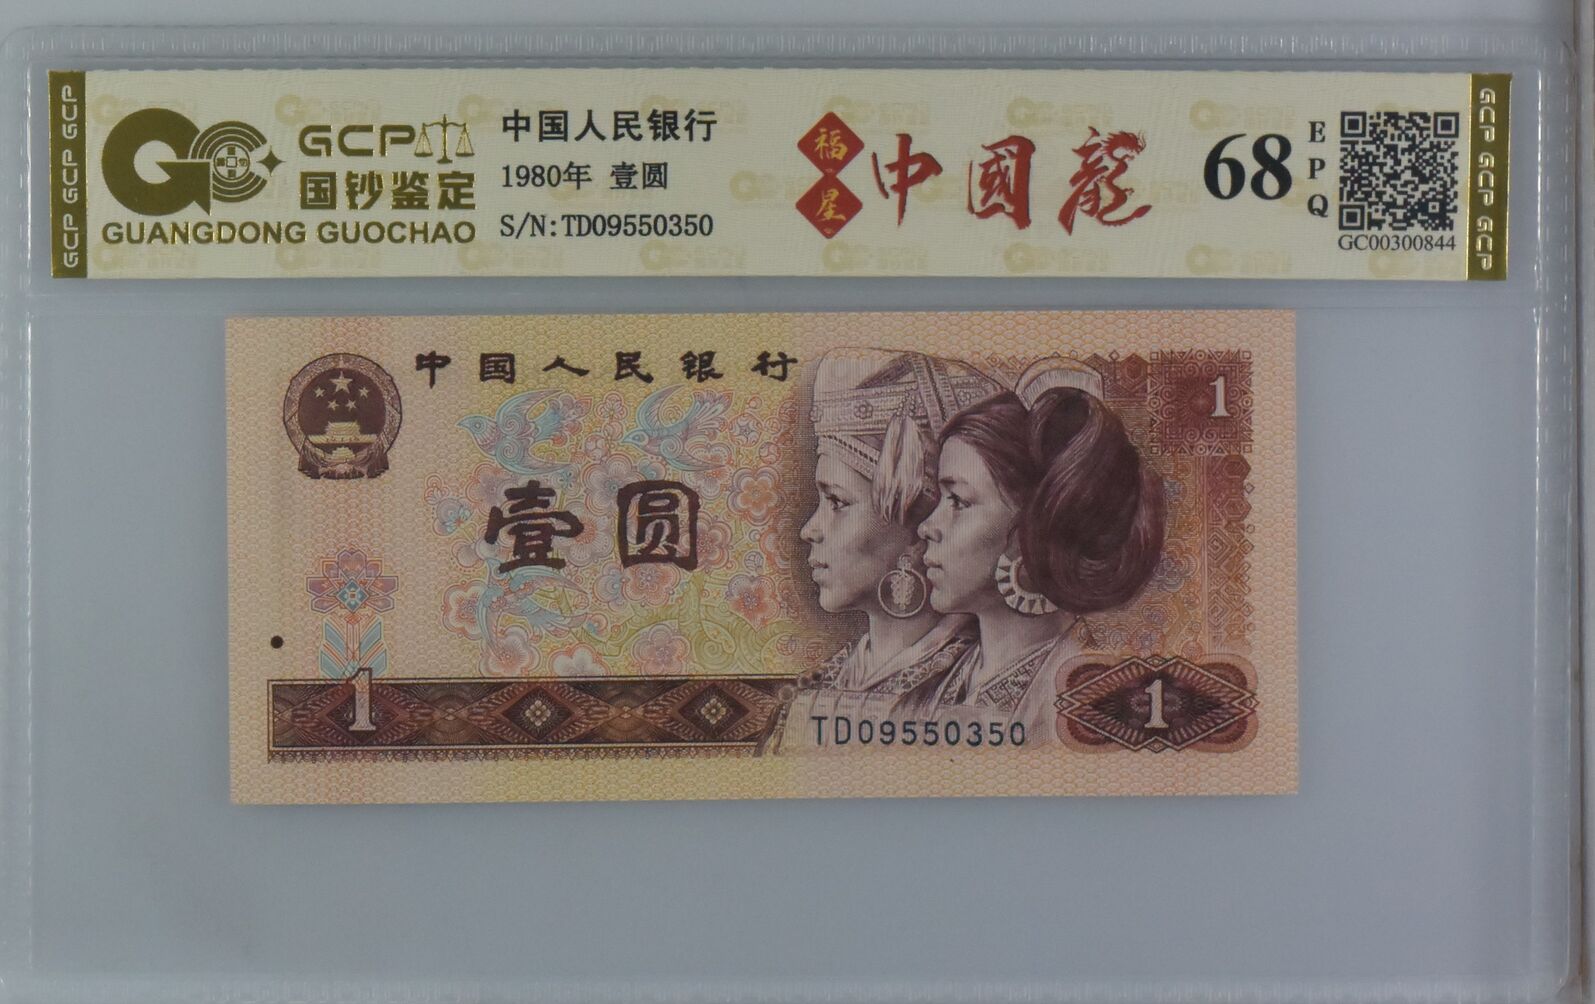 GCP GCP GCP
GCP
国钞鉴定
GUANGDONG GUOCHAO
中国人民银行
1980年 壹圆
S/N:TD09550350
福星
中國龍
68
EPQ
GC00300844
GCP GCP GCP
中国人民银行
1
壹圆
1
TD09550350
1